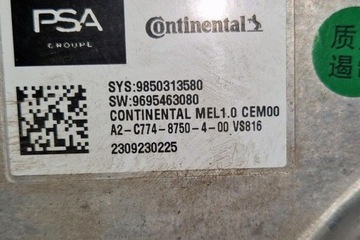 PSA
GROUPE
Continental
SYS:9850313580
SW:9695463080
CONTINENTAL MEL1.0 CEM00
A2-C774-8750-4-00 VS816
2309230225
质
遏